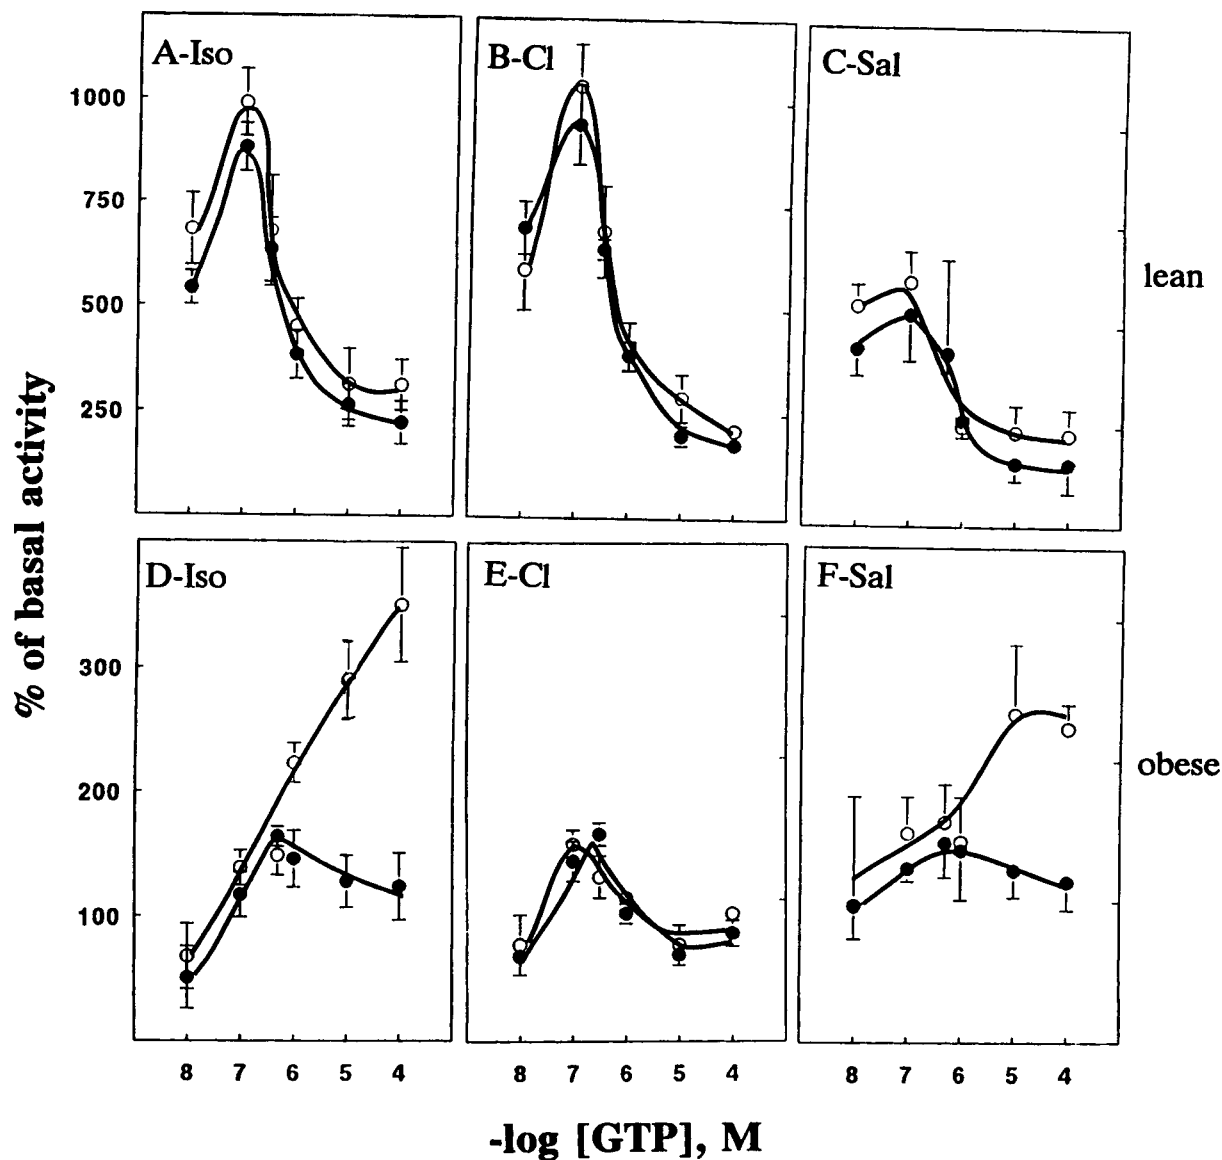 A-Iso
B-Cl
C-Sal
1000
750
500
250
lean
% of basal activity
D-Iso
E-Cl
F-Sal
300
200
100
obese
8 7 6 5 4
8 7 6 5 4
8 7 6 5 4
-log [GTP], M